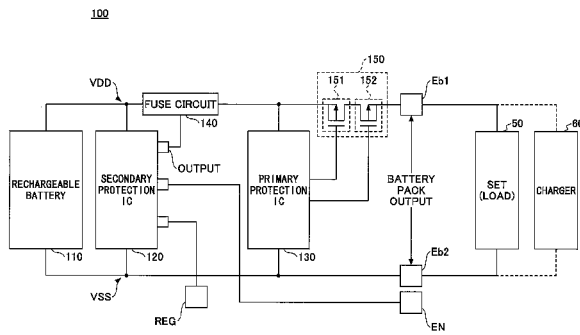 100
150
151
152
VDD
FUSE CIRCUIT
140
Eb1
50
60
OUTPUT
RECHARGEABLE
BATTERY
SECONDARY
PROTECTION
IC
PRIMARY
PROTECTION
IC
BATTERY
PACK
OUTPUT
SET
(LOAD)
CHARGER
110
120
130
Eb2
VSS
REG
EN